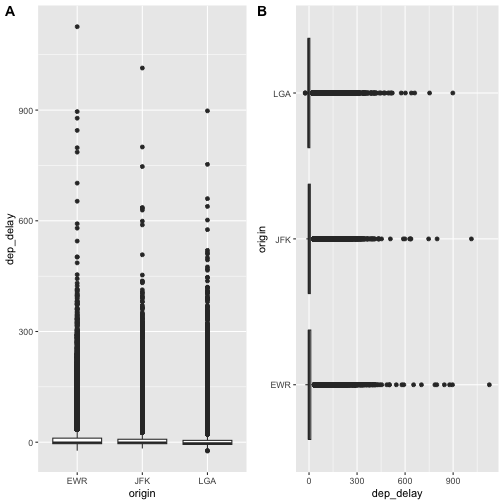 A
dep_delay
900
600
300
0
EWR
JFK
LGA
origin
B
origin
LGA
JFK
EWR
0
300
600
900
dep_delay